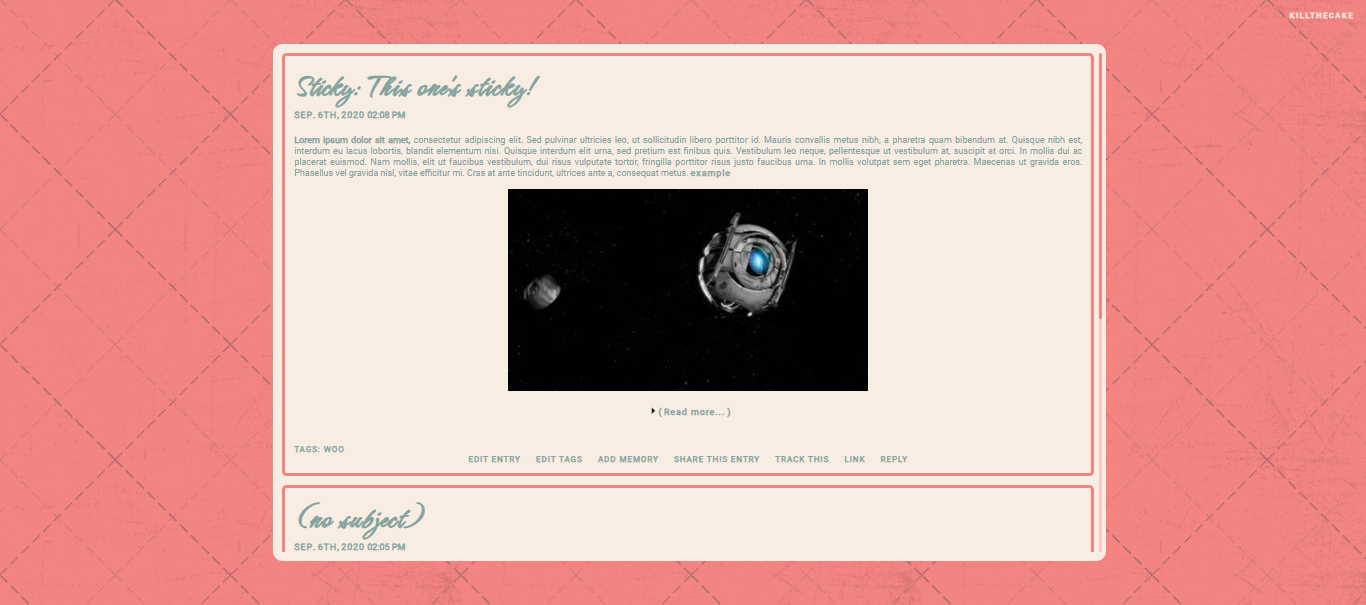 KILLTHECAKE
Sticky: This one's sticky!
SEP. 6TH, 2020 02:08 PM
Lorem ipsum dolor sit amet, consectetur adipiscing elit. Sed pulvinar ultricies leo, ut sollicitudin libero porttitor id. Mauris convallis metus nibh, a pharetra quam bibendum at. Quisque nibh est,
interdum eu lacus lobortis, blandit elementum nisi. Quisque interdum elit urna, sed pretium est finibus quis. Vestibulum leo neque, pellentesque ut vestibulum at, suscipit at orci. In mollis dui ac
placerat euismod. Nam mollis, elit ut faucibus vestibulum, dui risus vulputate tortor, fringilla porttitor risus justo faucibus urna. In mollis volutpat sem eget pharetra. Maecenas ut gravida eros.
Phasellus vel gravida nisl, vitae efficitur mi. Cras at ante tincidunt, ultrices ante a, consequat metus. example
( Read more... )
TAGS: WOO
EDIT ENTRY EDIT TAGS ADD MEMORY SHARE THIS ENTRY TRACK THIS LINK REPLY
(no subject)
SEP. 6TH, 2020 02:05 PM